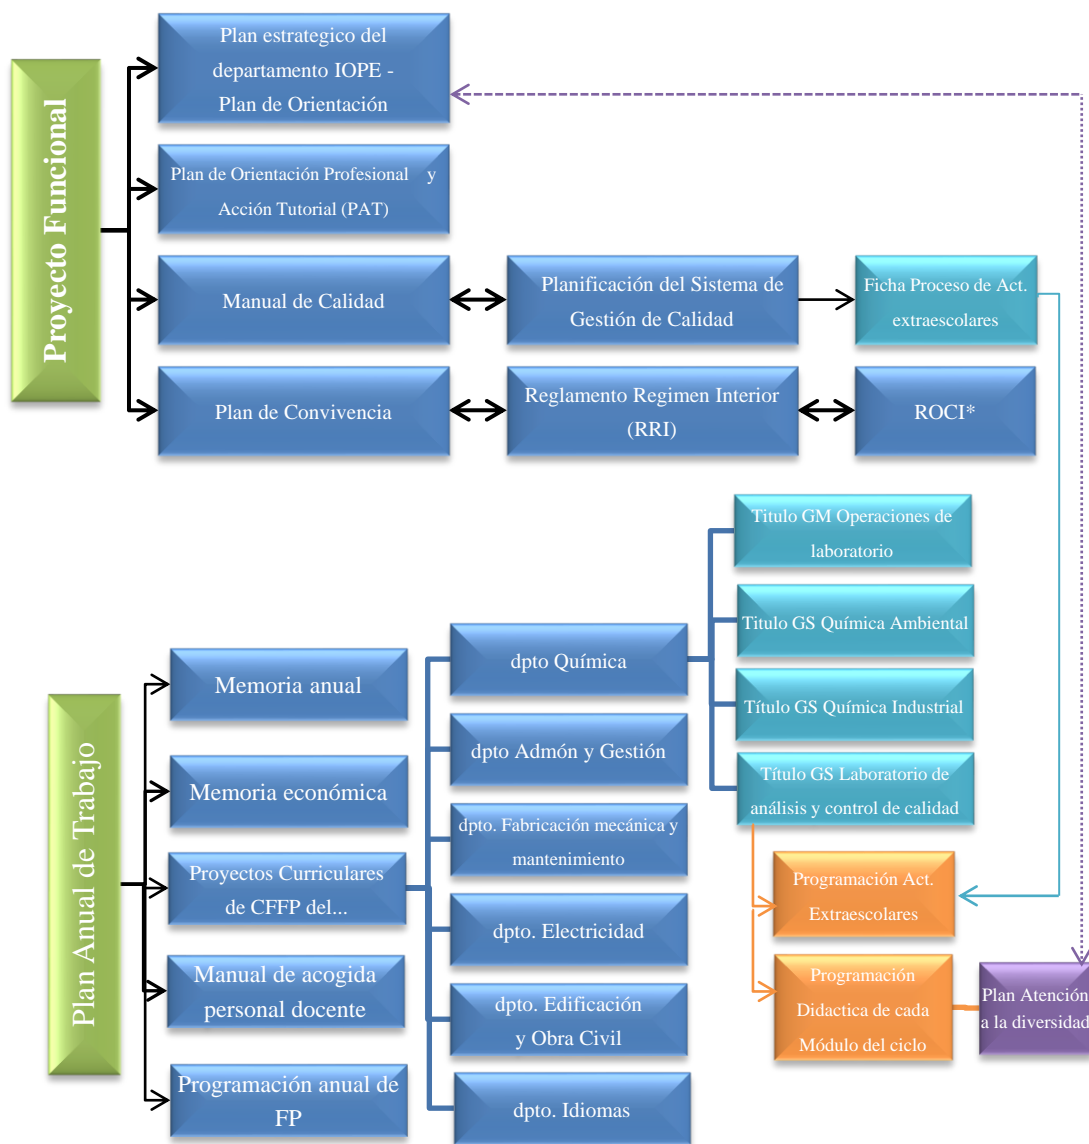 Proyecto Funcional
Plan estrategico del
departamento IOPE -
Plan de Orientación
Plan de Orientación Profesional y
Acción Tutorial (PAT)
Manual de Calidad
Planificación del Sistema de
Gestión de Calidad
Ficha Proceso de Act.
extraescolares
Plan de Convivencia
Reglamento Regimen Interior
(RRI)
ROCI*
Plan Anual de Trabajo
Memoria anual
Memoria económica
Proyectos Curriculares
de CFFP del...
Manual de acogida
personal docente
Programación anual de
FP
dpto Química
dpto Admón y Gestión
dpto. Fabricación mecánica y
mantenimiento
dpto. Electricidad
dpto. Edificación
y Obra Civil
dpto. Idiomas
Titulo GM Operaciones de
laboratorio
Titulo GS Química Ambiental
Título GS Química Industrial
Título GS Laboratorio de
análisis y control de calidad
Programación Act.
Extraescolares
Programación
Didactica de cada
Módulo del ciclo
Plan Atención
a la diversidad